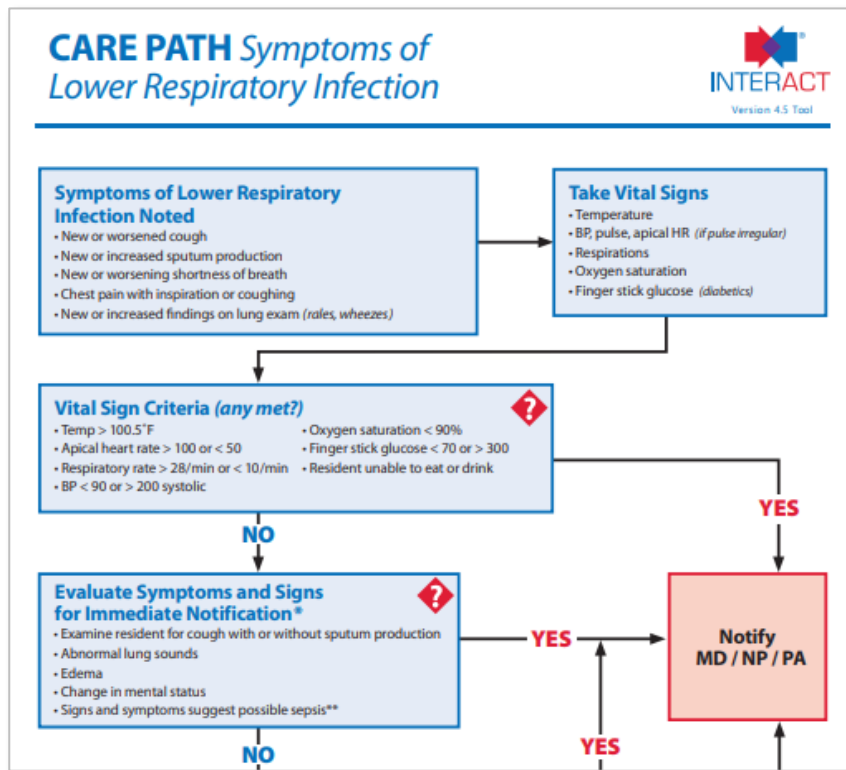 CARE PATH Symptoms of
Lower Respiratory Infection
INTERACT®
Version 4.5 Tool
Symptoms of Lower Respiratory
Infection Noted
• New or worsened cough
• New or increased sputum production
• New or worsening shortness of breath
• Chest pain with inspiration or coughing
• New or increased findings on lung exam (rales, wheezes)
Take Vital Signs
• Temperature
• BP, pulse, apical HR (if pulse irregular)
• Respirations
• Oxygen saturation
• Finger stick glucose (diabetics)
Vital Sign Criteria (any met?)
?
• Temp > 100.5˚F
• Apical heart rate > 100 or < 50
• Respiratory rate > 28/min or < 10/min
• BP < 90 or > 200 systolic
• Oxygen saturation < 90%
• Finger stick glucose < 70 or > 300
• Resident unable to eat or drink
YES
NO
Evaluate Symptoms and Signs
for Immediate Notification*
?
• Examine resident for cough with or without sputum production
• Abnormal lung sounds
• Edema
• Change in mental status
• Signs and symptoms suggest possible sepsis**
YES
Notify
MD / NP / PA
YES
NO